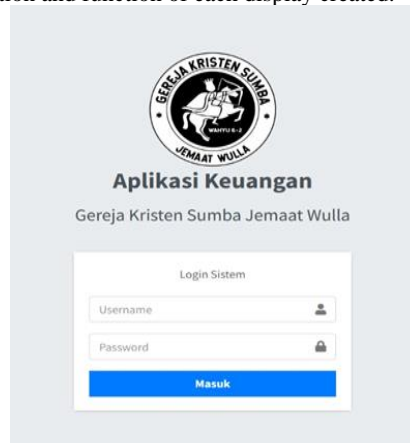 tion and function of each display created.
GEREJA KRISTEN SUMBA
WAHYU 6-2
JEMAAT WULLA
Aplikasi Keuangan
Gereja Kristen Sumba Jemaat Wulla
Login Sistem
Username
Password
Masuk